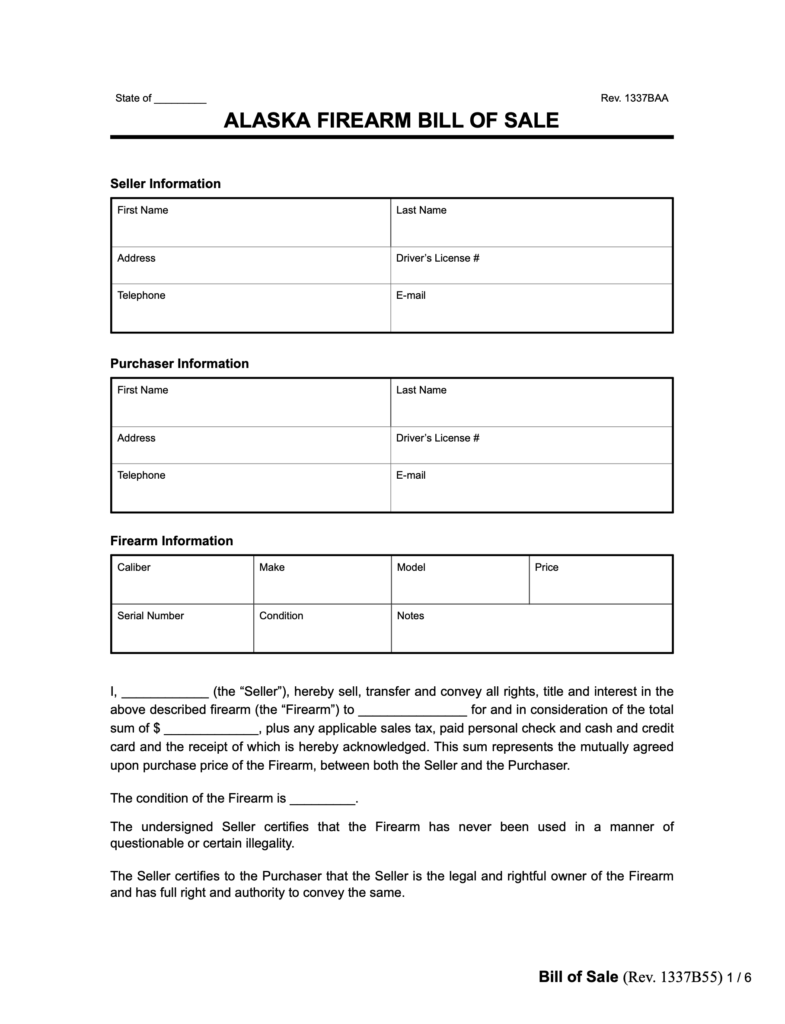 State of _________ Rev. 1337BAA
ALASKA FIREARM BILL OF SALE
Seller Information
First Name Last Name
Address Driver’s License #
Telephone E-mail
Purchaser Information
First Name Last Name
Address Driver’s License #
Telephone E-mail
Firearm Information
Caliber Make Model Price
Serial Number Condition Notes
I, ____________ (the “Seller”), hereby sell, transfer and convey all rights, title and interest in the
above described firearm (the “Firearm”) to _______________ for and in consideration of the total
sum of $ _____________, plus any applicable sales tax, paid personal check and cash and credit
card and the receipt of which is hereby acknowledged. This sum represents the mutually agreed
upon purchase price of the Firearm, between both the Seller and the Purchaser.
The condition of the Firearm is _________.
The undersigned Seller certifies that the Firearm has never been used in a manner of
questionable or certain illegality.
The Seller certifies to the Purchaser that the Seller is the legal and rightful owner of the Firearm
and has full right and authority to convey the same.
Bill of Sale (Rev. 1337B55) 1 / 6